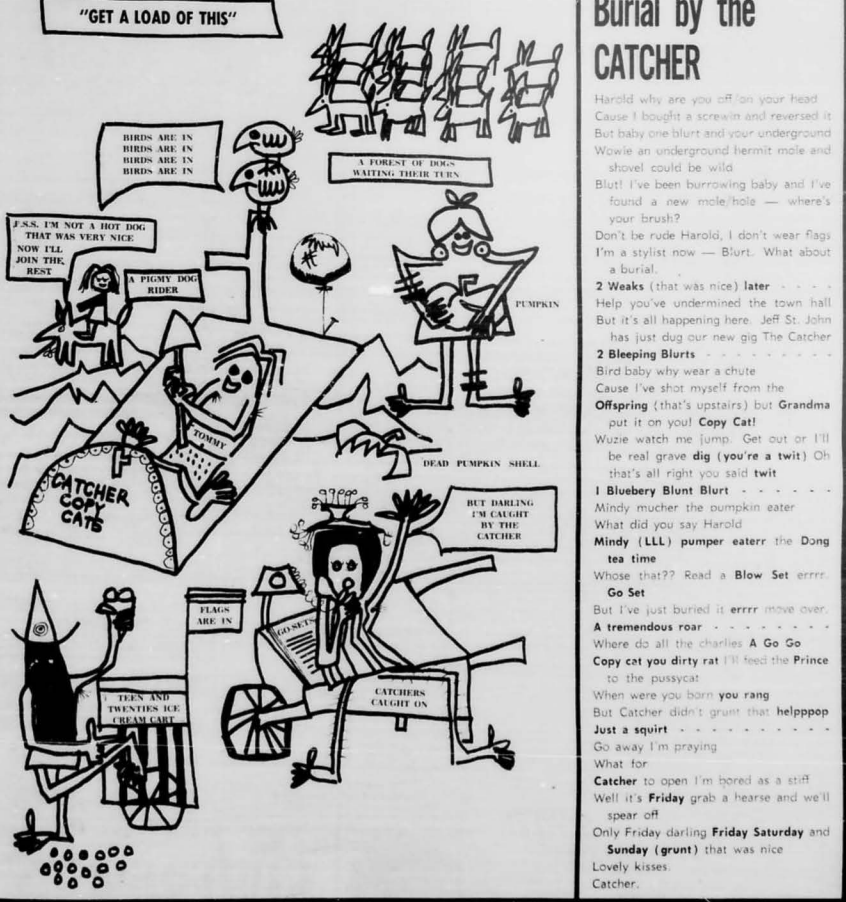 "GET A LOAD OF THIS"
BIRDS ARE IN
BIRDS ARE IN
BIRDS ARE IN
BIRDS ARE IN
A FOREST OF DOGS
WAITING THEIR TURN
F.S.S. I'M NOT A HOT DOG
THAT WAS VERY NICE
NOW I'LL
JOIN THE
REST
A PIGMY DOG
RIDER
PUMPKIN
TOMMY
DEAD PUMPKIN SHELL
CATCHER
COPY
CATS
BUT DARLING
I'M CAUGHT
BY THE
CATCHER
FLAGS
ARE IN
GO-SETS
TEEN AND
TWENTIES ICE
CREAM CART
CATCHERS
CAUGHT ON
Burial by the
CATCHER
Harold why are you off on your head
Cause I bought a screwin and reversed it
But baby one blurt and your underground
Wowie an underground hermit mole and
shovel could be wild
Blut! I've been burrowing baby and I've
found a new mole/hole — where's
your brush?
Don't be rude Harold, I don't wear flags
I'm a stylist now — Blurt. What about
a burial.
2 Weaks (that was nice) later - - - -
Help you've undermined the town hall
But it's all happening here. Jeff St. John
has just dug our new gig The Catcher
2 Bleeping Blurts - - - - - - - - -
Bird baby why wear a chute
Cause I've shot myself from the
Offspring (that's upstairs) but Grandma
put it on you! Copy Cat!
Wuzie watch me jump. Get out or I'll
be real grave dig (you're a twit) Oh
that's all right you said twit
1 Bluebery Blunt Blurt - - - - - -
Mindy mucher the pumpkin eater
What did you say Harold
Mindy (LLL) pumper eaterr the Dong
tea time
Whose that?? Read a Blow Set errrr.
Go Set
But I've just buried it errrr move over.
A tremendous roar - - - - - - - -
Where do all the charlies A Go Go
Copy cat you dirty rat I'll feed the Prince
to the pussycat
When were you born you rang
But Catcher didn't grunt that helpppop
Just a squirt - - - - - - - - - -
Go away I'm praying
What for
Catcher to open I'm bored as a stiff
Well it's Friday grab a hearse and we'll
spear off
Only Friday darling Friday Saturday and
Sunday (grunt) that was nice
Lovely kisses.
Catcher.